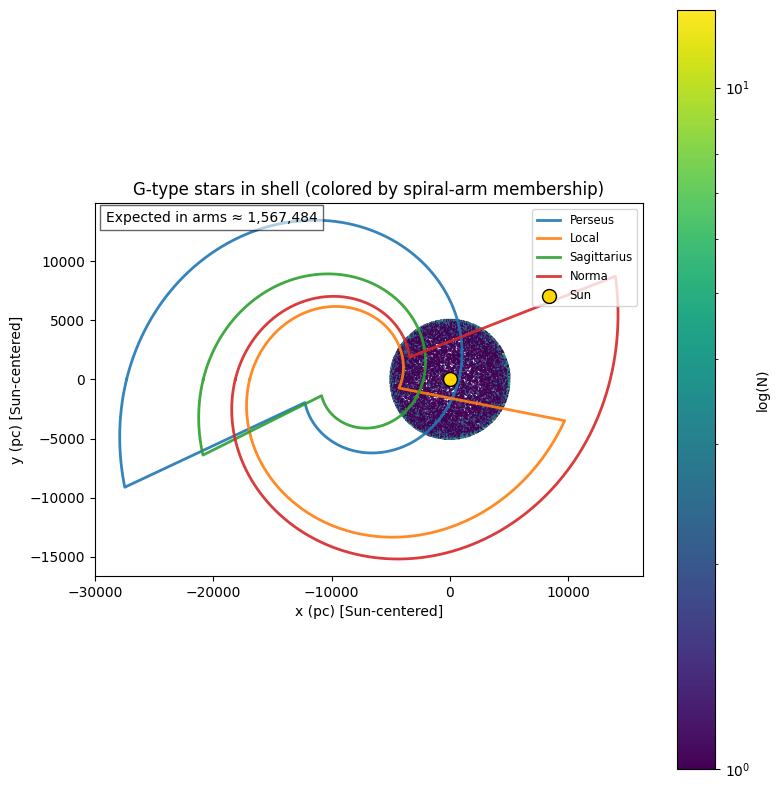 G-type stars in shell (colored by spiral-arm membership)
Expected in arms ≈ 1,567,484
Perseus
Local
Sagittarius
Norma
Sun
10000
5000
0
−5000
−10000
−15000
y (pc) [Sun-centered]
−30000 −20000 −10000 0 10000
x (pc) [Sun-centered]
10¹
10⁰
log(N)